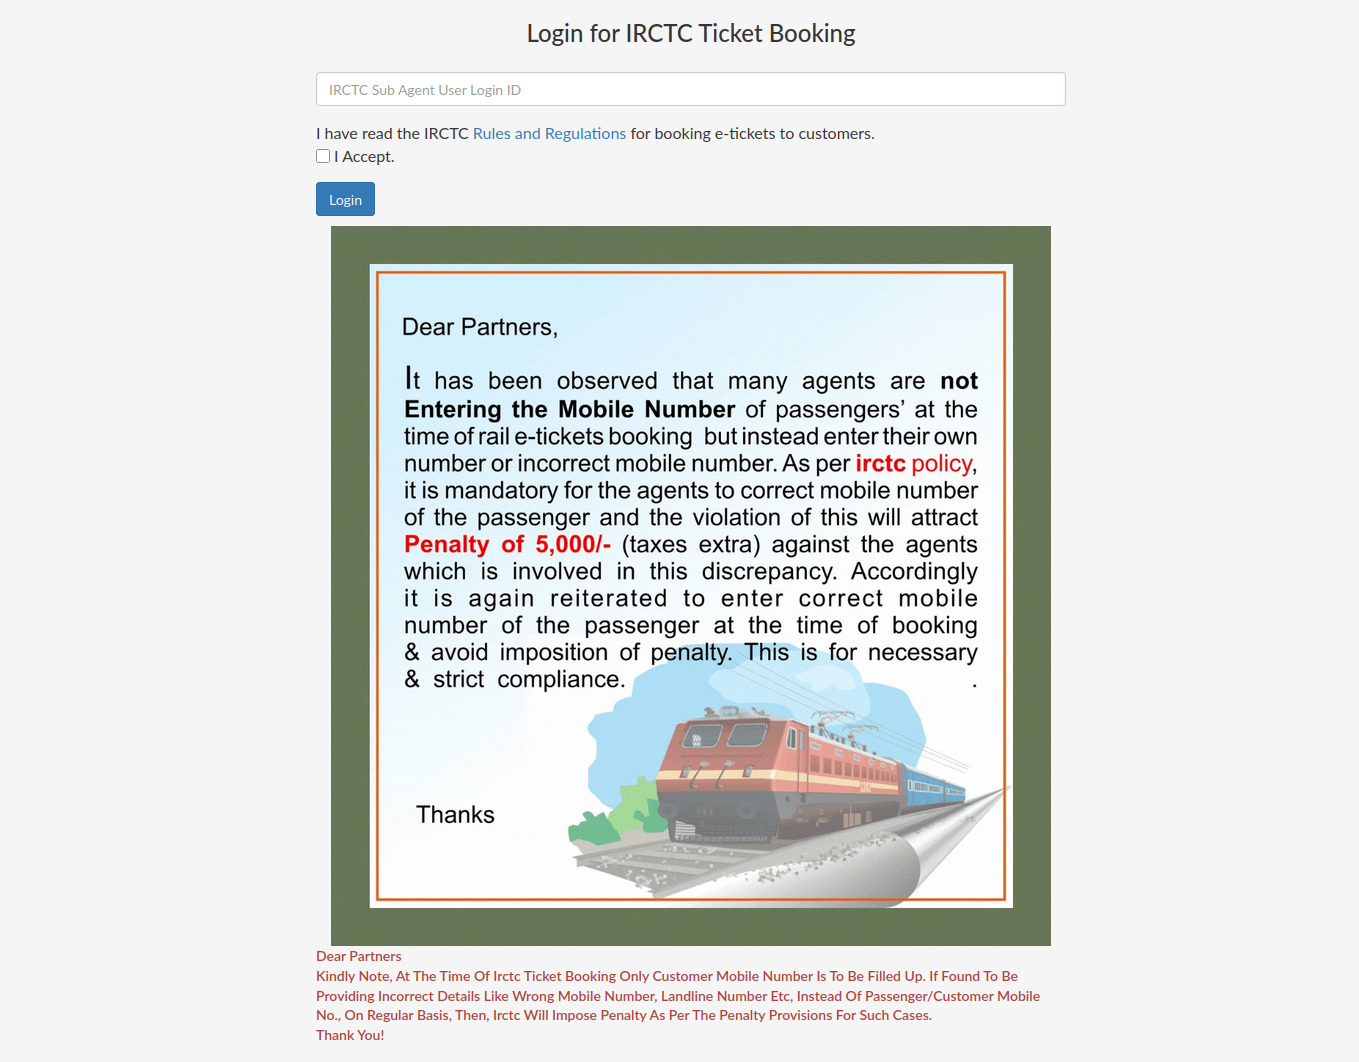 Login for IRCTC Ticket Booking
IRCTC Sub Agent User Login ID
I have read the IRCTC Rules and Regulations for booking e-tickets to customers.
I Accept.
Login
Dear Partners,
It has been observed that many agents are not
Entering the Mobile Number of passengers’ at the
time of rail e-tickets booking but instead enter their own
number or incorrect mobile number. As per irctc policy,
it is mandatory for the agents to correct mobile number
of the passenger and the violation of this will attract
Penalty of 5,000/- (taxes extra) against the agents
which is involved in this discrepancy. Accordingly
it is again reiterated to enter correct mobile
number of the passenger at the time of booking
& avoid imposition of penalty. This is for necessary
& strict compliance. .
Thanks
Dear Partners
Kindly Note, At The Time Of Irctc Ticket Booking Only Customer Mobile Number Is To Be Filled Up. If Found To Be
Providing Incorrect Details Like Wrong Mobile Number, Landline Number Etc, Instead Of Passenger/Customer Mobile
No., On Regular Basis, Then, Irctc Will Impose Penalty As Per The Penalty Provisions For Such Cases.
Thank You!